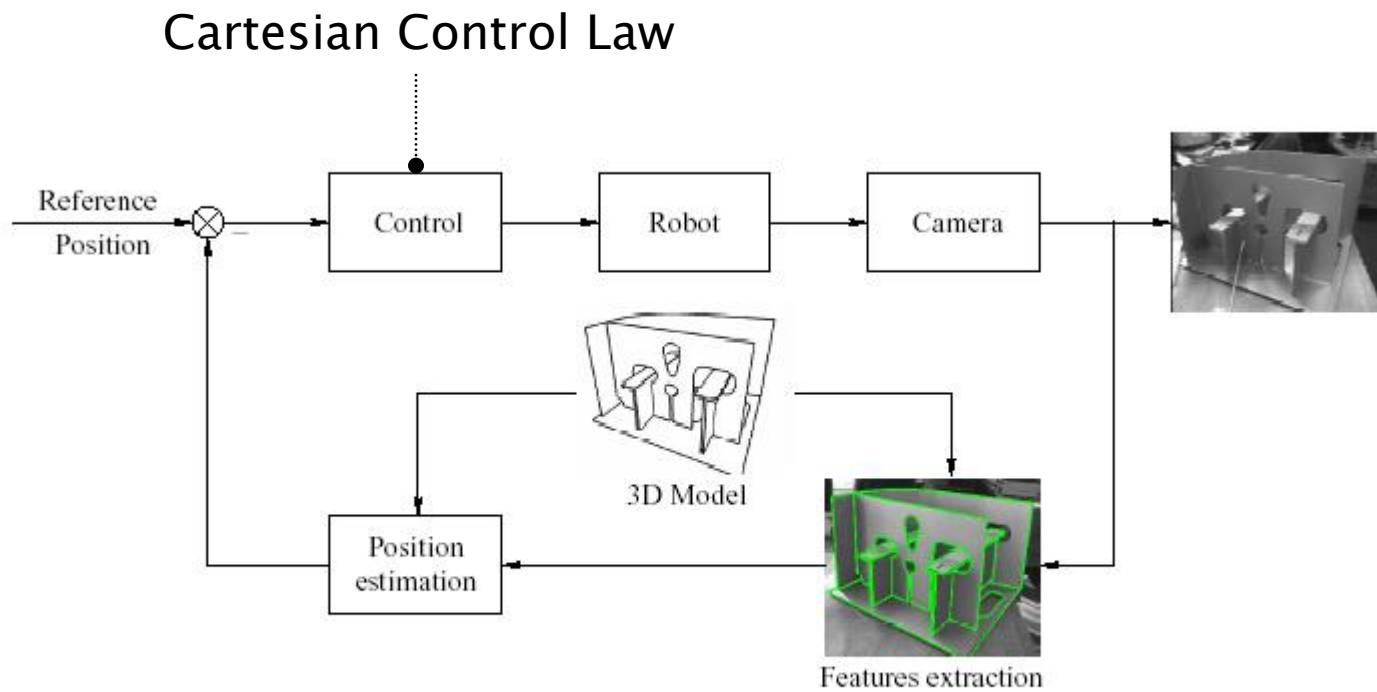 Cartesian Control Law
Reference
Position
–
Control
Robot
Camera
3D Model
Position
estimation
Features extraction